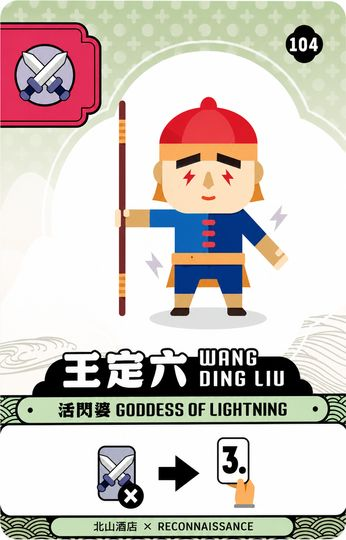 104
王定六 WANG
DING LIU
活閃婆 GODDESS OF LIGHTNING
3.
北山酒店 × RECONNAISSANCE